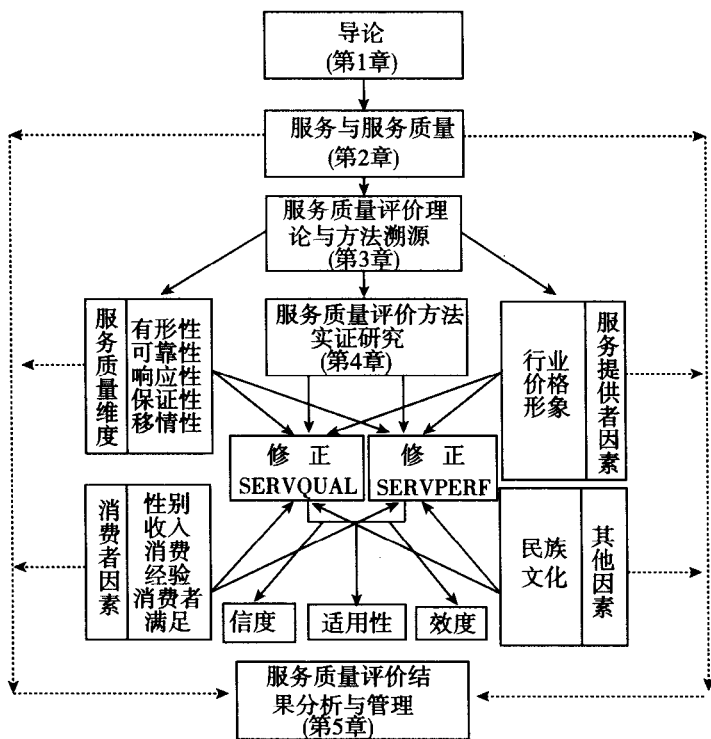 导论
(第1章)
服务与服务质量
(第2章)
服务质量评价理
论与方法溯源
(第3章)
服务质量维度
有形性
可靠性
响应性
保证性
移情性
服务质量评价方法
实证研究
(第4章)
行业
价格
形象
服务提供者因素
修 正
SERVQUAL
修 正
SERVPERF
消费者因素
性别
收入
消费
经验
消费者
满足
民族
文化
其他因素
信度
适用性
效度
服务质量评价结
果分析与管理
(第5章)